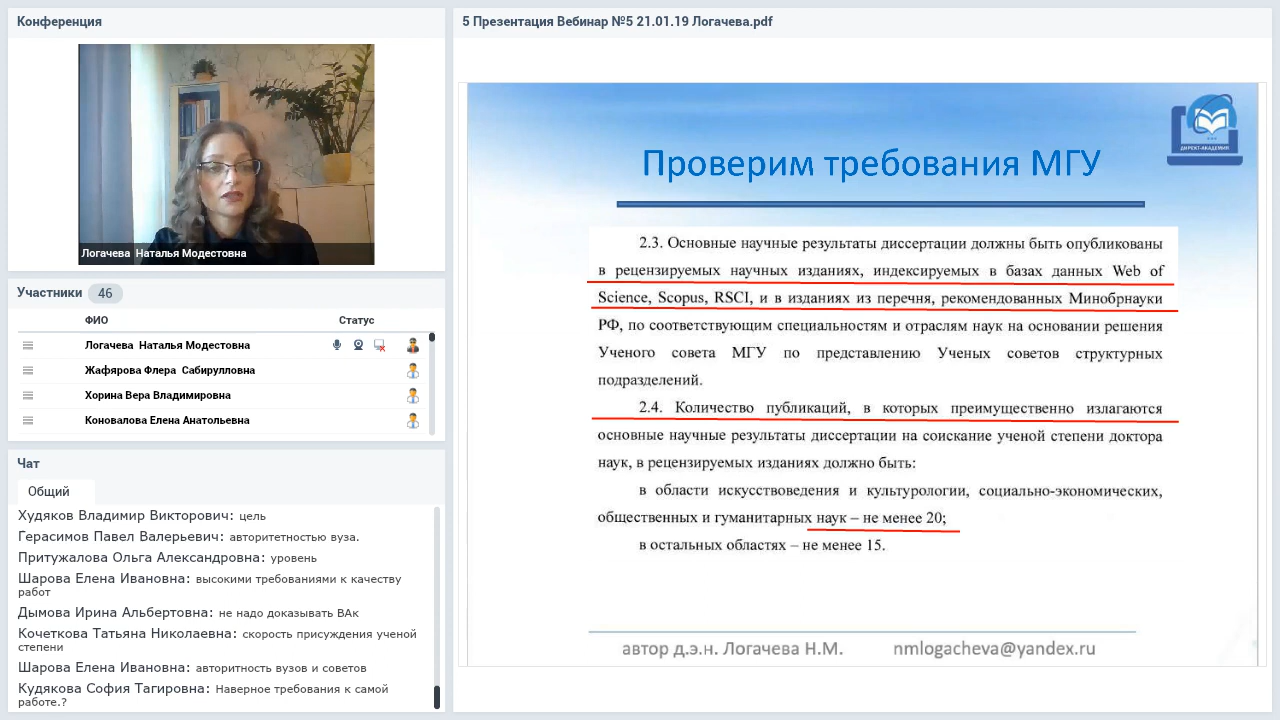 Конференция
Логачева Наталья Модестовна
Участники 46
ФИО Статус
Логачева Наталья Модестовна
Жафярова Флера Сабирулловна
Хорина Вера Владимировна
Коновалова Елена Анатольевна
Чат
Общий
Худяков Владимир Викторович: цель
Герасимов Павел Валерьевич: авторитетностью вуза.
Притужалова Ольга Александровна: уровень
Шарова Елена Ивановна: высокими требованиями к качеству
работ
Дымова Ирина Альбертовна: не надо доказывать ВАк
Кочеткова Татьяна Николаевна: скорость присуждения ученой
степени
Шарова Елена Ивановна: авторитность вузов и советов
Кудякова София Тагировна: Наверное требования к самой
работе.?
5 Презентация Вебинар №5 21.01.19 Логачева.pdf
ДИРЕКТ-АКАДЕМИЯ
Проверим требования МГУ
2.3. Основные научные результаты диссертации должны быть опубликованы
в рецензируемых научных изданиях, индексируемых в базах данных Web of
Science, Scopus, RSCI, и в изданиях из перечня, рекомендованных Минобрнауки
РФ, по соответствующим специальностям и отраслям наук на основании решения
Ученого совета МГУ по представлению Ученых советов структурных
подразделений.
2.4. Количество публикаций, в которых преимущественно излагаются
основные научные результаты диссертации на соискание ученой степени доктора
наук, в рецензируемых изданиях должно быть:
в области искусствоведения и культурологии, социально-экономических,
общественных и гуманитарных наук – не менее 20;
в остальных областях – не менее 15.
автор д.э.н. Логачева Н.М. nmlogacheva@yandex.ru